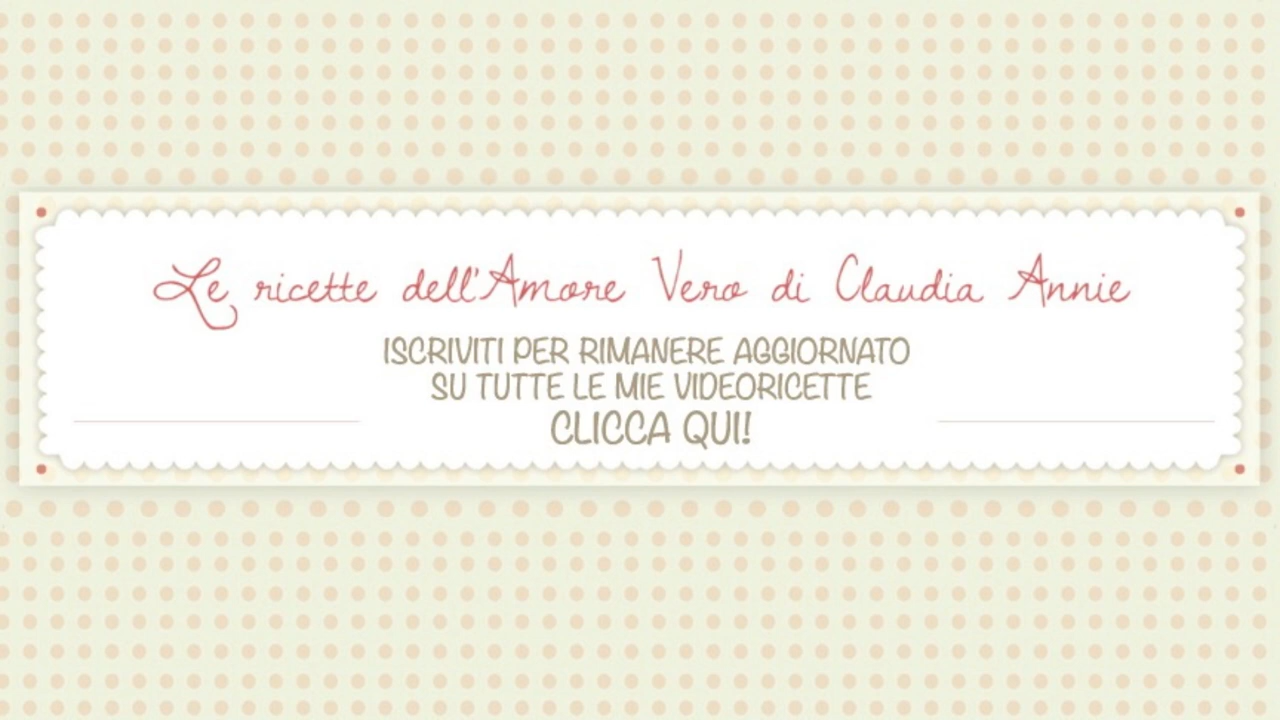 Le ricette dell'Amore Vero di Claudia Annie
ISCRIVITI PER RIMANERE AGGIORNATO
SU TUTTE LE MIE VIDEORICETTE
CLICCA QUI!